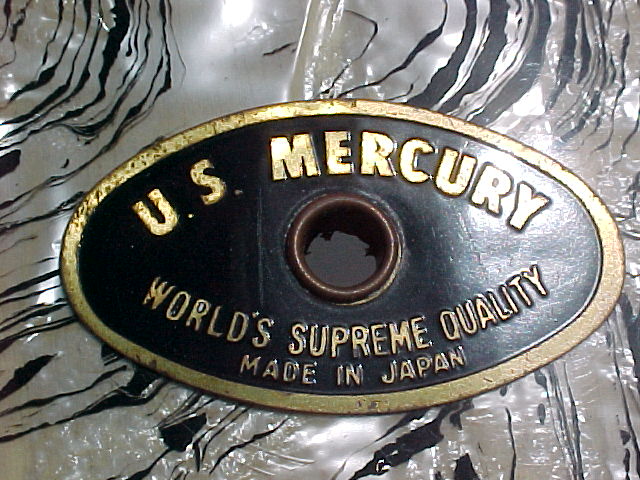 U.S. MERCURY
WORLD'S SUPREME QUALITY
MADE IN JAPAN